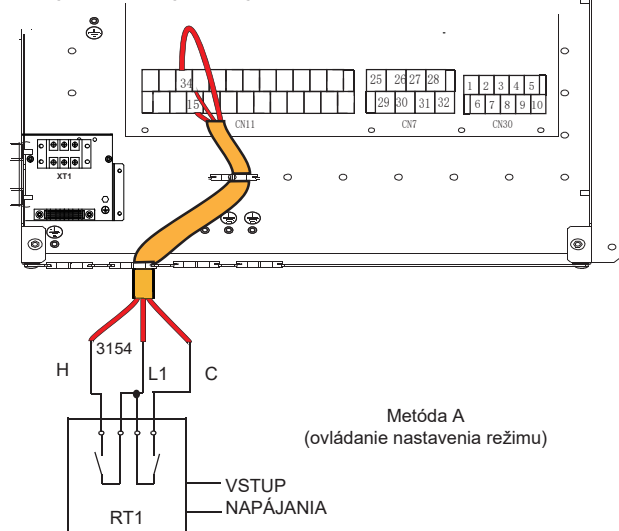 34
25 26 27 28
1 2 3 4 5
15
29 30 31 32
6 7 8 9 10
CN11
CN7
CN30
XT1
3154
H
L1
C
Metóda A
(ovládanie nastavenia režimu)
VSTUP
NAPÁJANIA
RT1